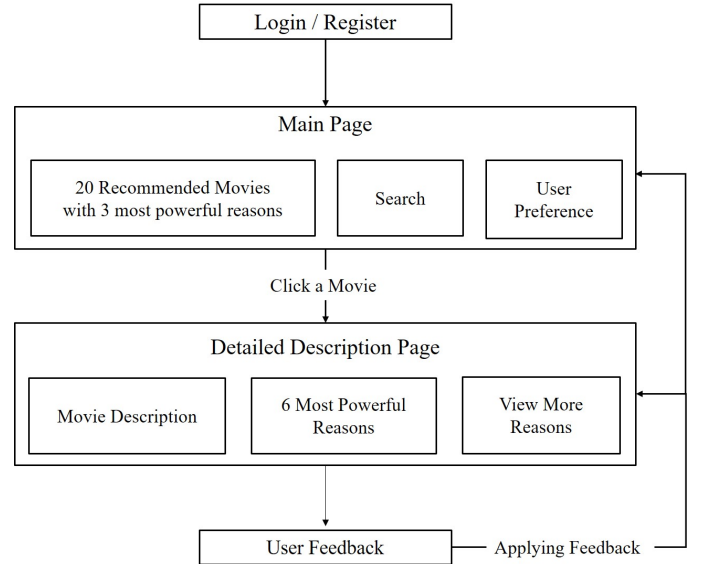 Login / Register
Main Page
20 Recommended Movies
with 3 most powerful reasons
Search
User
Preference
Click a Movie
Detailed Description Page
Movie Description
6 Most Powerful
Reasons
View More
Reasons
User Feedback
Applying Feedback